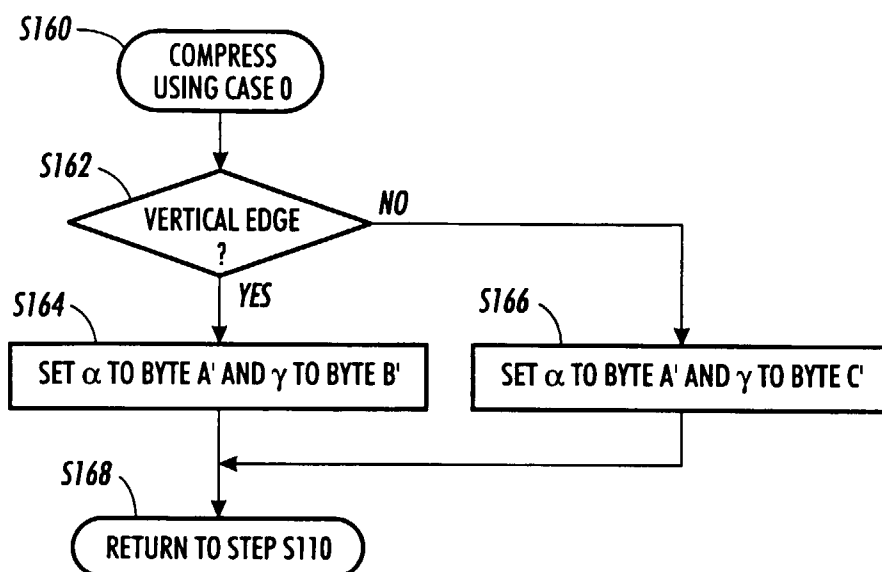 S160
COMPRESS
USING CASE 0
S162
VERTICAL EDGE
?
NO
YES
S164
SET α TO BYTE A' AND γ TO BYTE B'
S166
SET α TO BYTE A' AND γ TO BYTE C'
S168
RETURN TO STEP S110